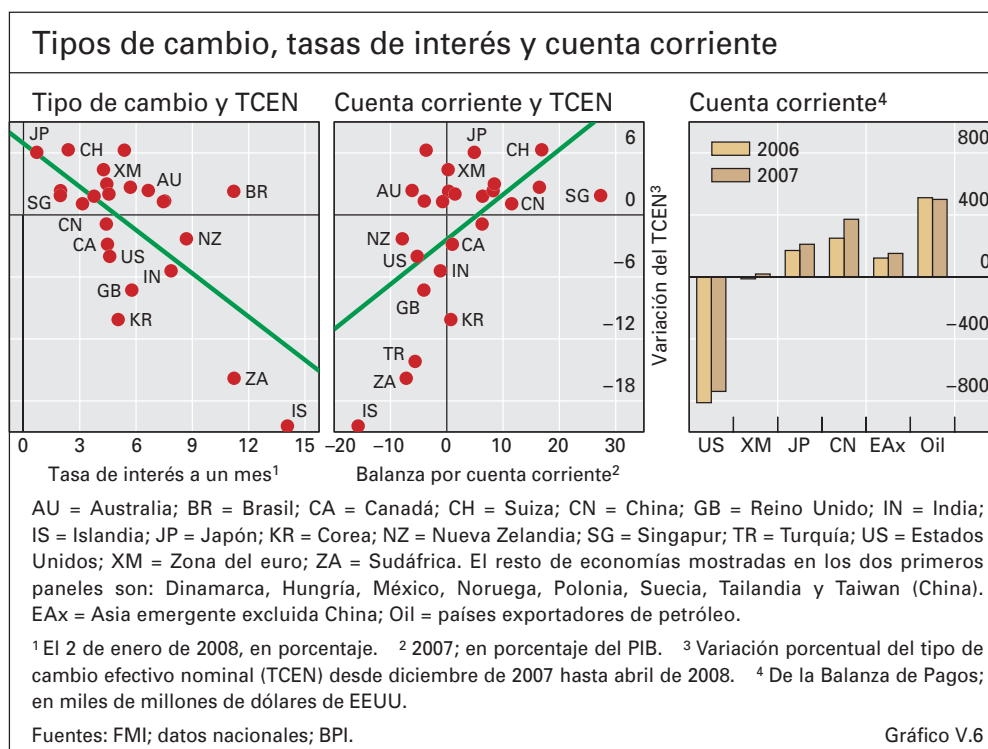 Tipos de cambio, tasas de interés y cuenta corriente
Tipo de cambio y TCEN
JP
CH
XM
AU
BR
SG
CN
CA
NZ
US
IN
GB
KR
ZA
IS
0 3 6 9 12 15
Tasa de interés a un mes¹
Cuenta corriente y TCEN
JP
CH
XM
AU
SG
CN
NZ
CA
US
IN
GB
KR
TR
ZA
IS
6
0
–6
–12
–18
Variación del TCEN³
–20 –10 0 10 20 30
Balanza por cuenta corriente²
Cuenta corriente⁴
2006
2007
800
400
0
–400
–800
US XM JP CN EAx Oil
AU = Australia; BR = Brasil; CA = Canadá; CH = Suiza; CN = China; GB = Reino Unido; IN = India;
IS = Islandia; JP = Japón; KR = Corea; NZ = Nueva Zelandia; SG = Singapur; TR = Turquía; US = Estados
Unidos; XM = Zona del euro; ZA = Sudáfrica. El resto de economías mostradas en los dos primeros
paneles son: Dinamarca, Hungría, México, Noruega, Polonia, Suecia, Tailandia y Taiwan (China).
EAx = Asia emergente excluida China; Oil = países exportadores de petróleo.
¹ El 2 de enero de 2008, en porcentaje. ² 2007; en porcentaje del PIB. ³ Variación porcentual del tipo de
cambio efectivo nominal (TCEN) desde diciembre de 2007 hasta abril de 2008. ⁴ De la Balanza de Pagos;
en miles de millones de dólares de EEUU.
Fuentes: FMI; datos nacionales; BPI. Gráfico V.6